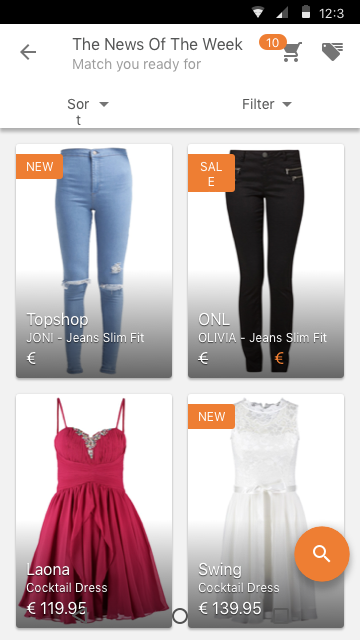 12:3
The News Of The Week
10
Match you ready for
Sor
t
Filter
NEW
SAL
E
Topshop
JONI - Jeans Slim Fit
€
ONL
OLIVIA - Jeans Slim Fit
€ €
NEW
Laona
Cocktail Dress
€ 119.95
Swing
Cocktail Dress
€ 139.95